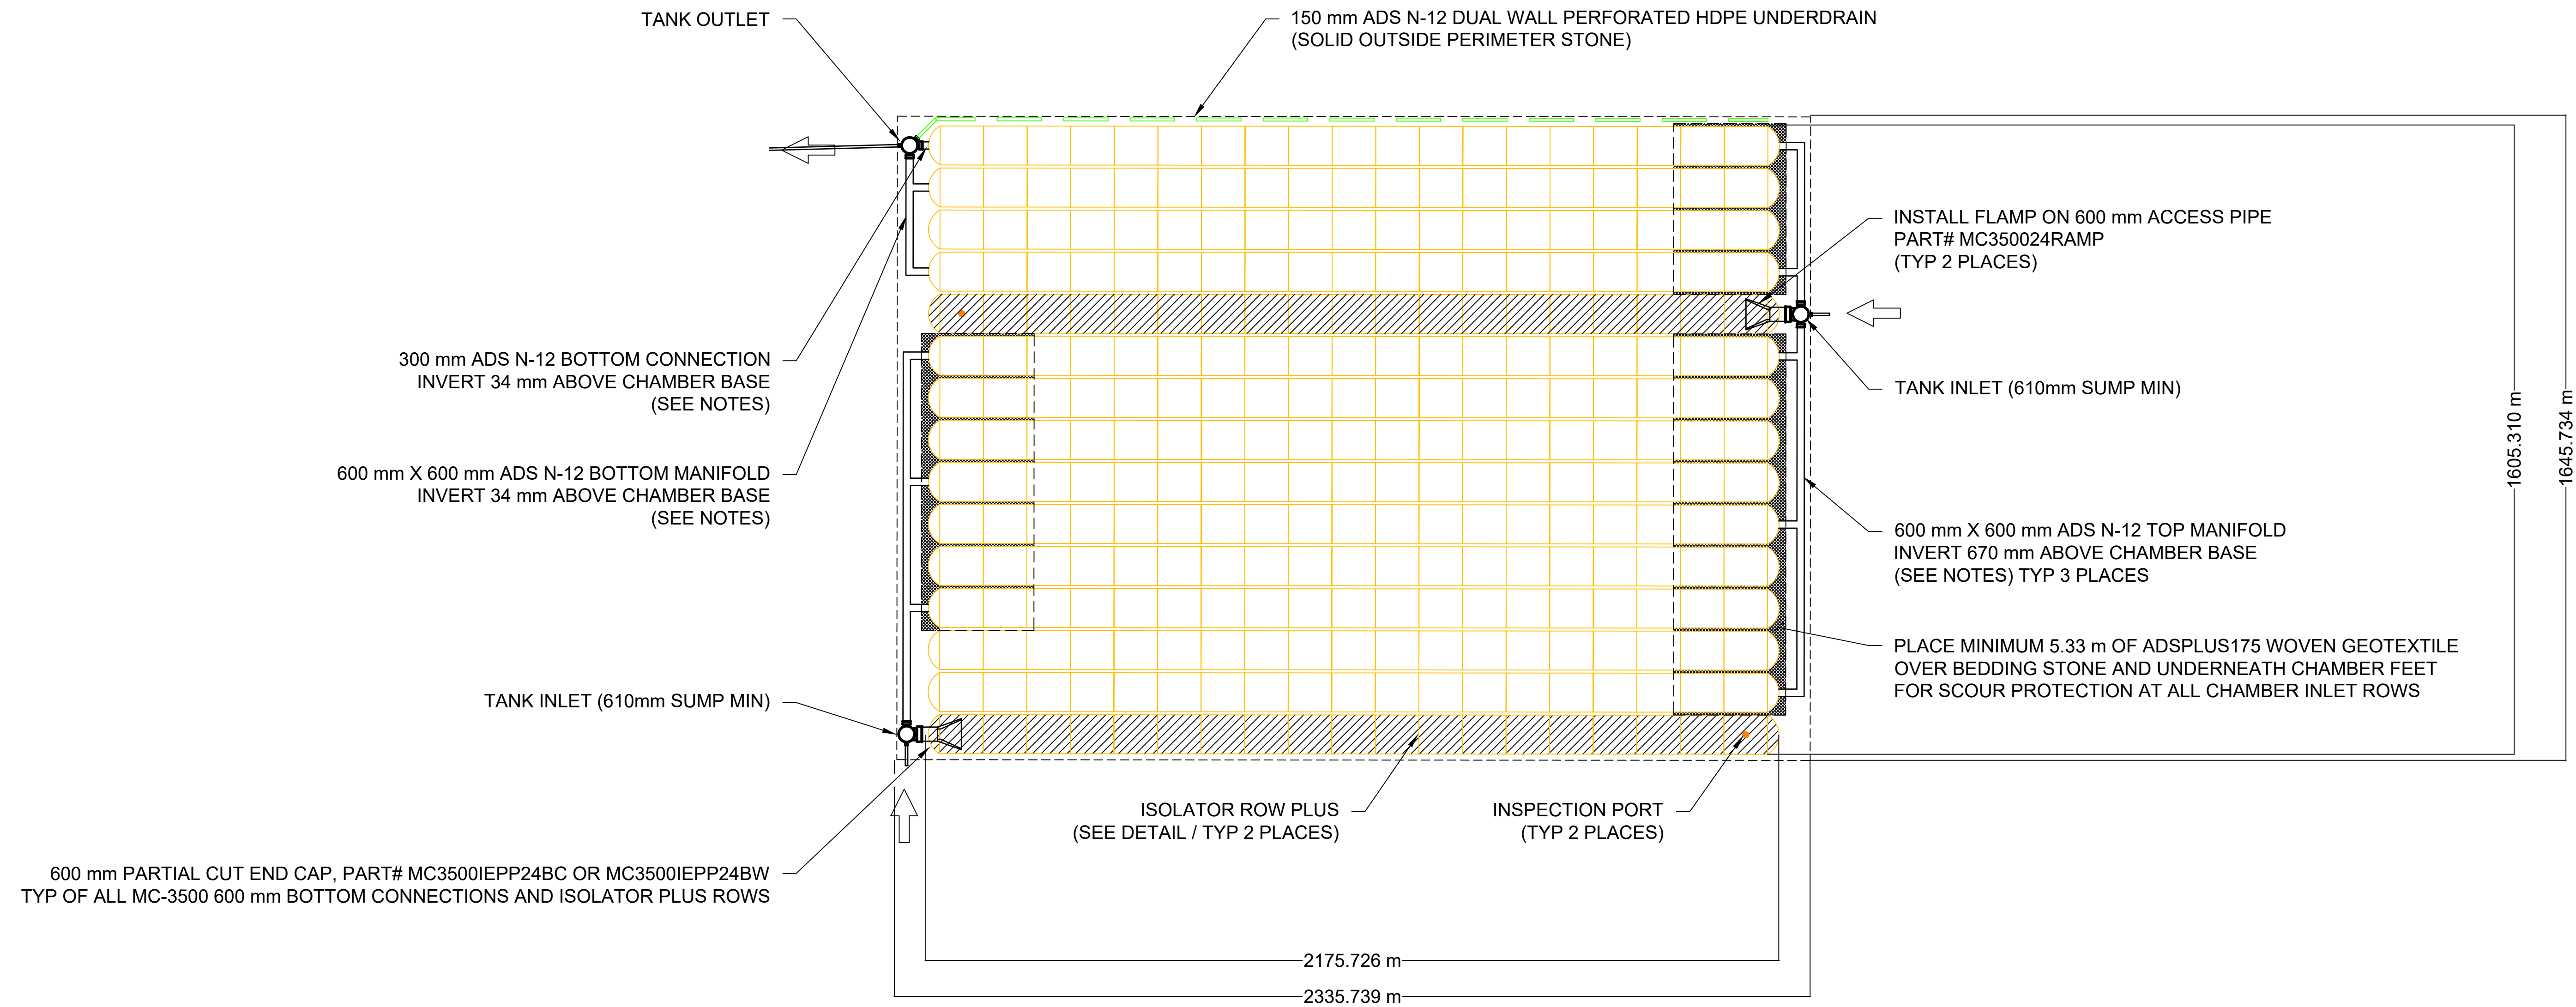 TANK OUTLET
150 mm ADS N-12 DUAL WALL PERFORATED HDPE UNDERDRAIN
(SOLID OUTSIDE PERIMETER STONE)
INSTALL FLAMP ON 600 mm ACCESS PIPE
PART# MC350024RAMP
(TYP 2 PLACES)
300 mm ADS N-12 BOTTOM CONNECTION
INVERT 34 mm ABOVE CHAMBER BASE
(SEE NOTES)
TANK INLET (610mm SUMP MIN)
1605.310 m
1645.734 m
600 mm X 600 mm ADS N-12 BOTTOM MANIFOLD
INVERT 34 mm ABOVE CHAMBER BASE
(SEE NOTES)
600 mm X 600 mm ADS N-12 TOP MANIFOLD
INVERT 670 mm ABOVE CHAMBER BASE
(SEE NOTES) TYP 3 PLACES
PLACE MINIMUM 5.33 m OF ADSPLUS175 WOVEN GEOTEXTILE
OVER BEDDING STONE AND UNDERNEATH CHAMBER FEET
FOR SCOUR PROTECTION AT ALL CHAMBER INLET ROWS
TANK INLET (610mm SUMP MIN)
ISOLATOR ROW PLUS
(SEE DETAIL / TYP 2 PLACES)
INSPECTION PORT
(TYP 2 PLACES)
600 mm PARTIAL CUT END CAP, PART# MC3500IEPP24BC OR MC3500IEPP24BW
TYP OF ALL MC-3500 600 mm BOTTOM CONNECTIONS AND ISOLATOR PLUS ROWS
2175.726 m
2335.739 m